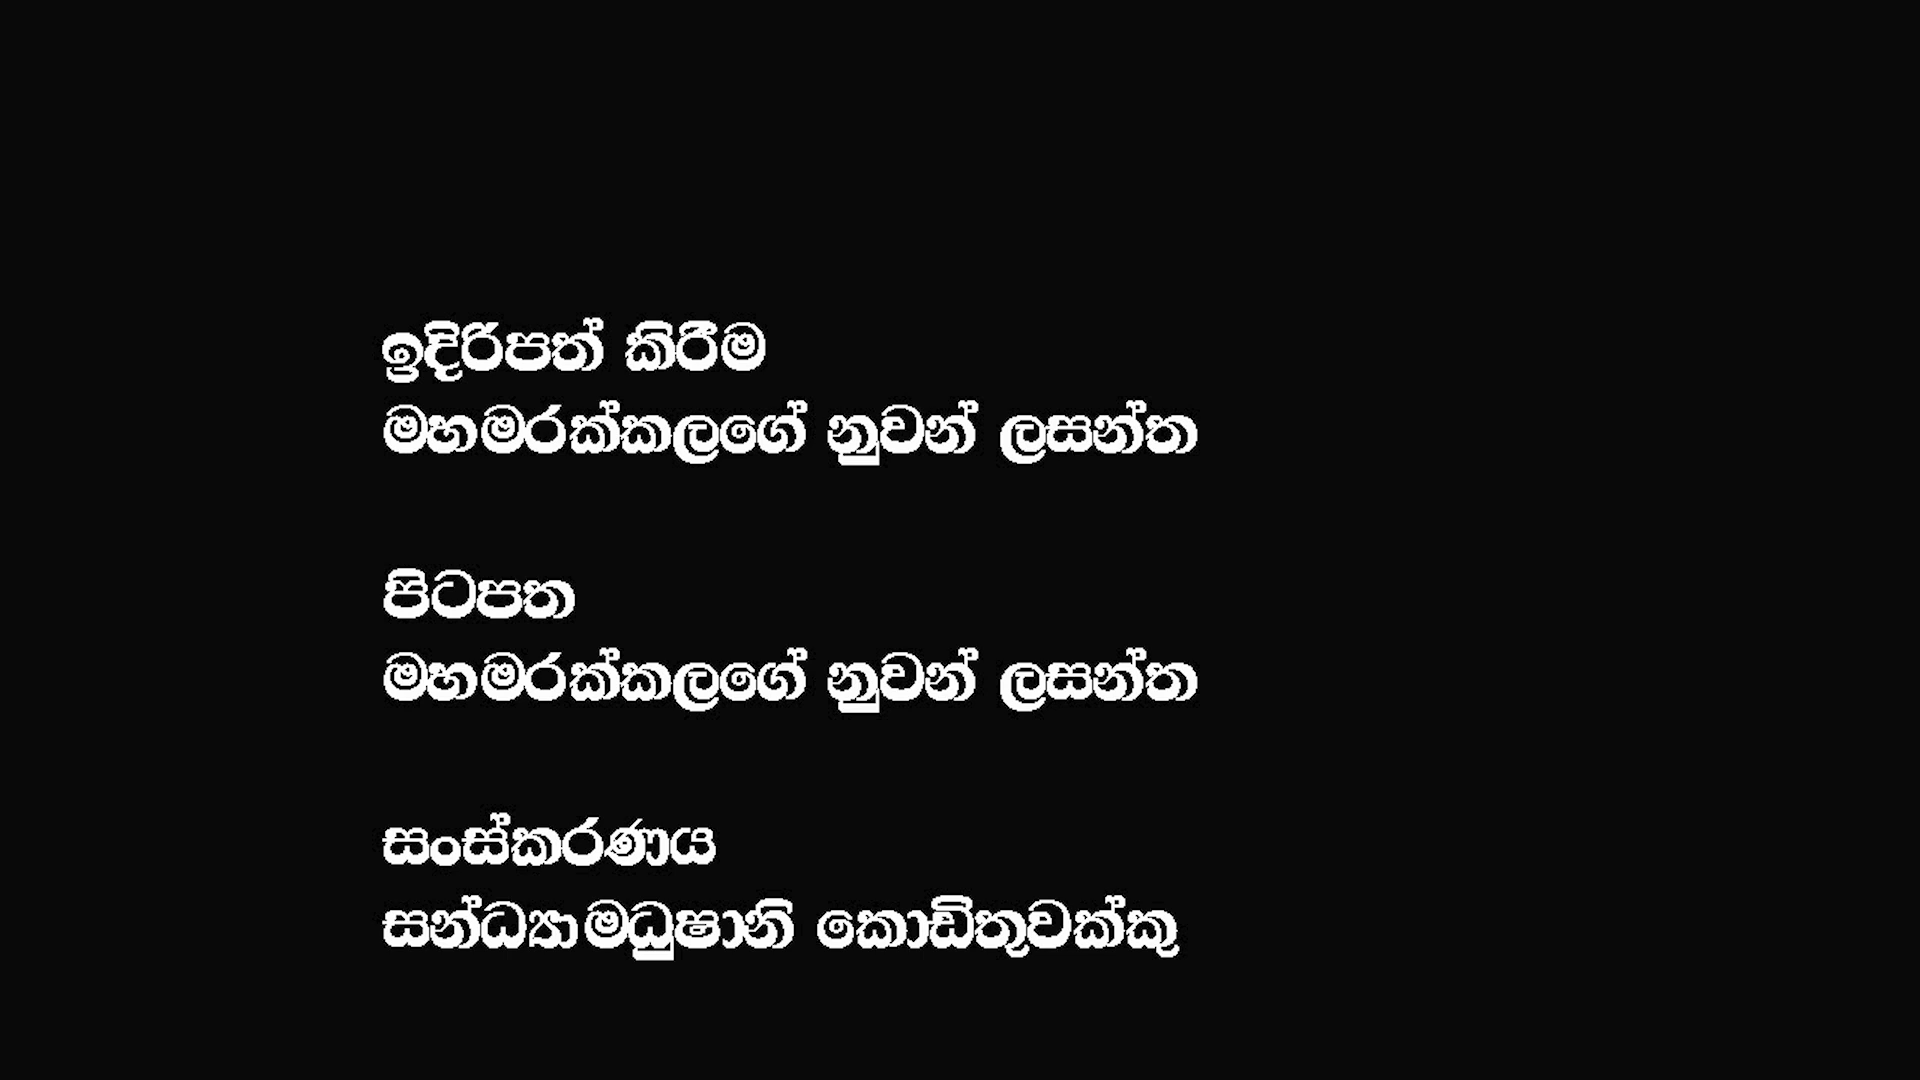 ඉදිරිපත් කිරීම
මහමරක්කලගේ නුවන් ලසන්ත
පිටපත
මහමරක්කලගේ නුවන් ලසන්ත
සංස්කරණය
සන්ධ්‍යාමධුෂානි කොඩිතුවක්කු